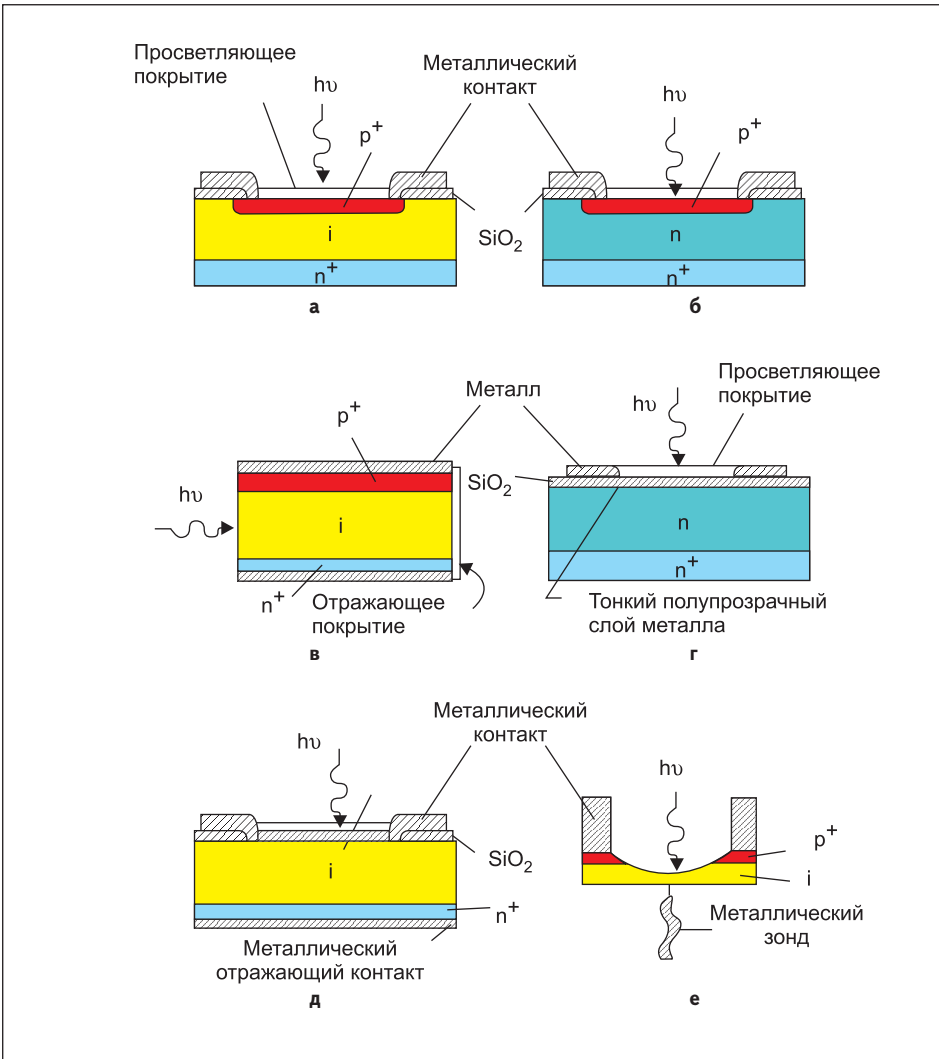 Просветляющее
покрытие
hυ
Металлический
контакт
hυ
p⁺
p⁺
SiO₂
i
n
n⁺
n⁺
а
б
Металл
Просветляющее
покрытие
hυ
p⁺
SiO₂
hυ
i
n
n⁺
n⁺
Отражающее
покрытие
Тонкий полупрозрачный
слой металла
в
г
Металлический
контакт
hυ
hυ
p⁺
SiO₂
i
i
n⁺
Металлический
отражающий контакт
Металлический
зонд
д
е